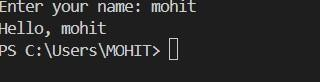 Enter your name: mohit
Hello, mohit
PS C:\Users\MOHIT>